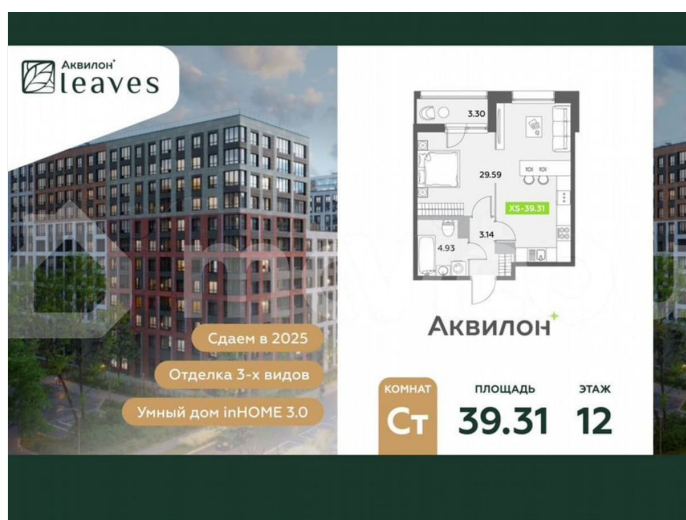 Аквилон
leaves
3.30
29.59
XS-39.31
3.14
4.93
Аквилон
Сдаем в 2025
Отделка 3-х видов
Умный дом inHOME 3.0
КОМНАТ
Ст
ПЛОЩАДЬ
39.31
ЭТАЖ
12